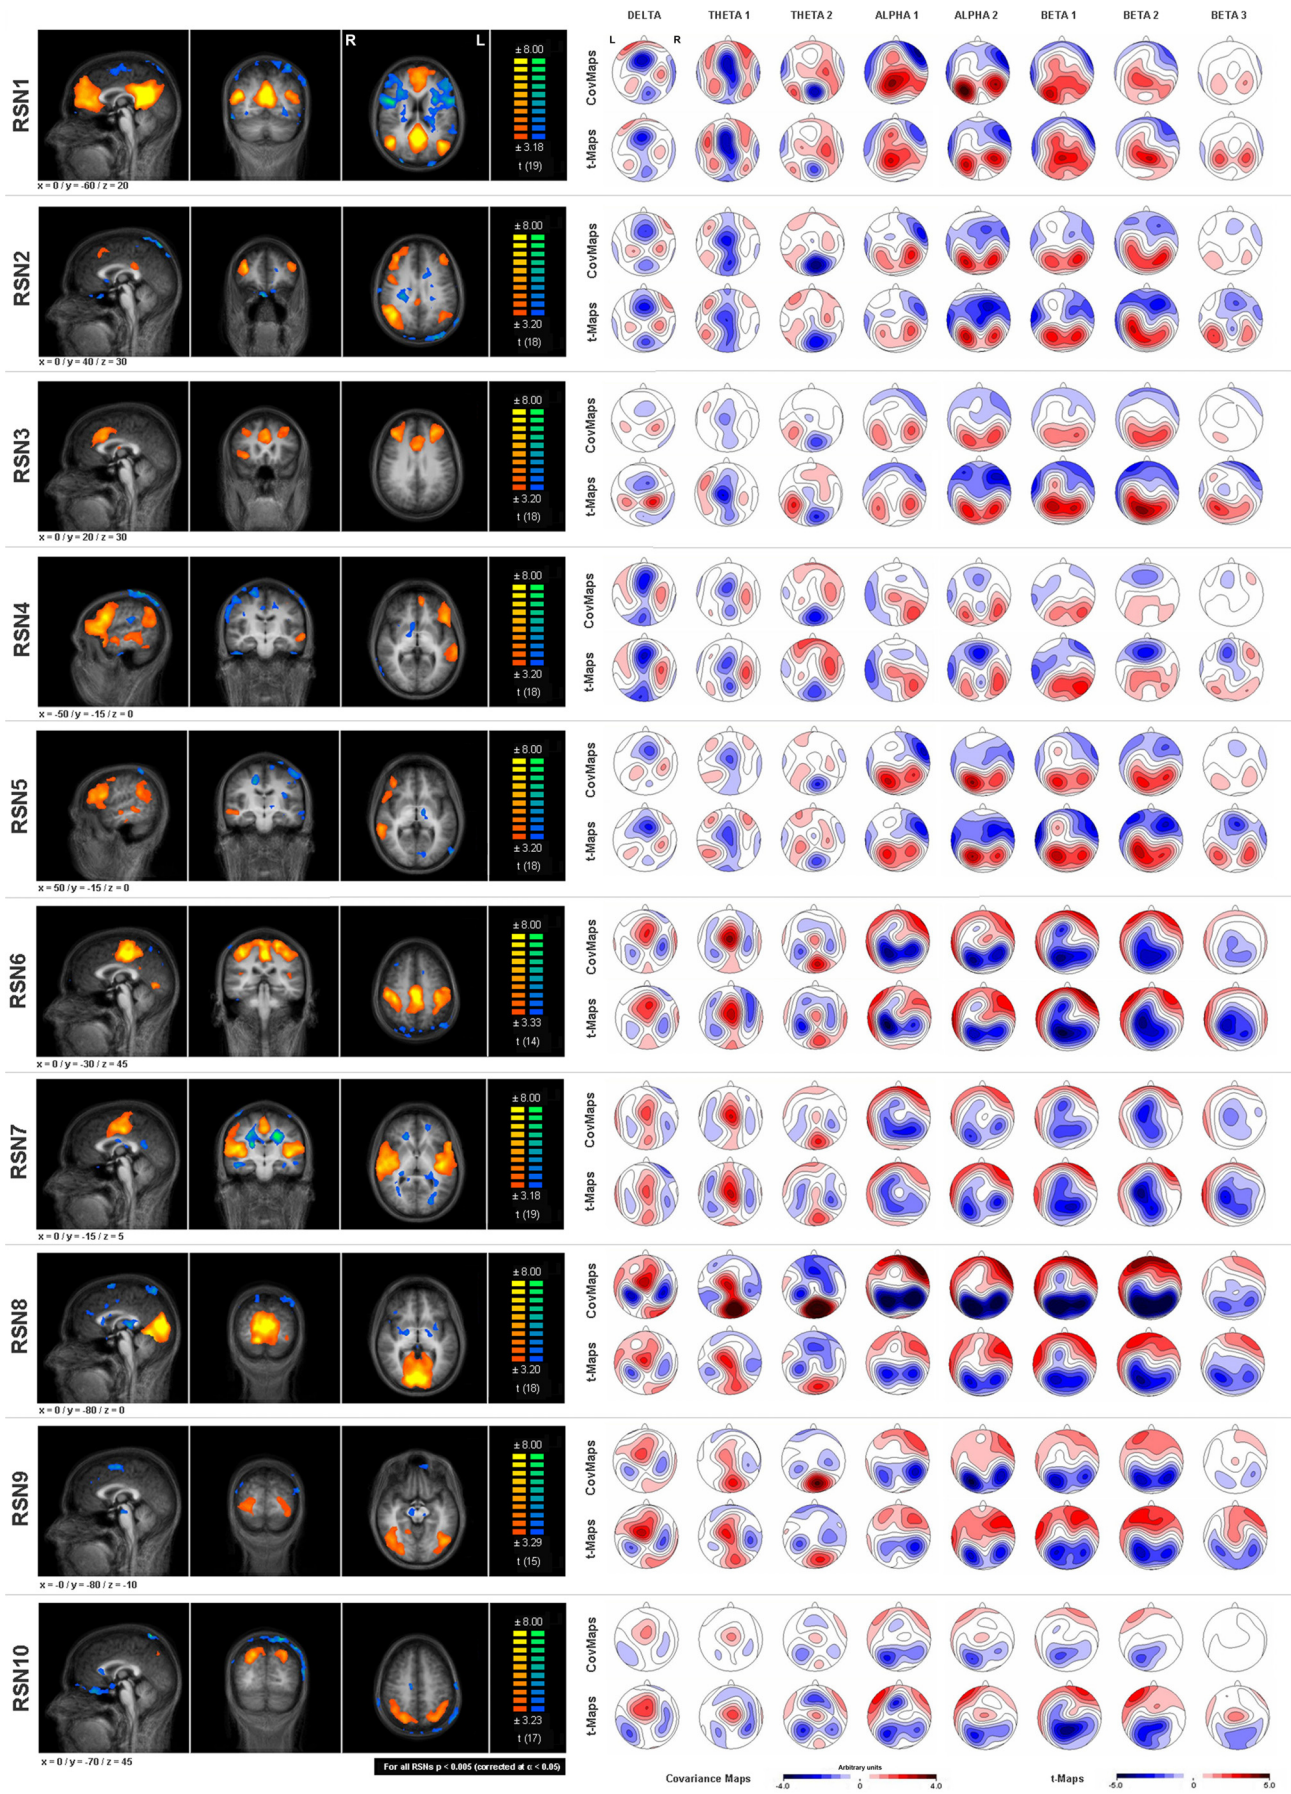 DELTA THETA 1 THETA 2 ALPHA 1 ALPHA 2 BETA 1 BETA 2 BETA 3
RSN1
R L
± 8.00
± 3.18
t (19)
x = 0 / y = -60 / z = 20
L R
CovMaps
t-Maps
RSN2
± 8.00
± 3.20
t (18)
x = 0 / y = 40 / z = 30
CovMaps
t-Maps
RSN3
± 8.00
± 3.20
t (18)
x = 0 / y = 20 / z = 30
CovMaps
t-Maps
RSN4
± 8.00
± 3.20
t (18)
x = -50 / y = -15 / z = 0
CovMaps
t-Maps
RSN5
± 8.00
± 3.20
t (18)
x = 50 / y = -15 / z = 0
CovMaps
t-Maps
RSN6
± 8.00
± 3.33
t (14)
x = 0 / y = -30 / z = 45
CovMaps
t-Maps
RSN7
± 8.00
± 3.18
t (19)
x = 0 / y = -15 / z = 5
CovMaps
t-Maps
RSN8
± 8.00
± 3.20
t (18)
x = 0 / y = -80 / z = 0
CovMaps
t-Maps
RSN9
± 8.00
± 3.29
t (15)
x = -0 / y = -80 / z = -10
CovMaps
t-Maps
RSN10
± 8.00
± 3.23
t (17)
x = 0 / y = -70 / z = 45
CovMaps
t-Maps
For all RSNs p < 0.005 (corrected at α < 0.05)
Covariance Maps
Arbitrary units
-4.0 0 4.0
t-Maps
-5.0 0 5.0